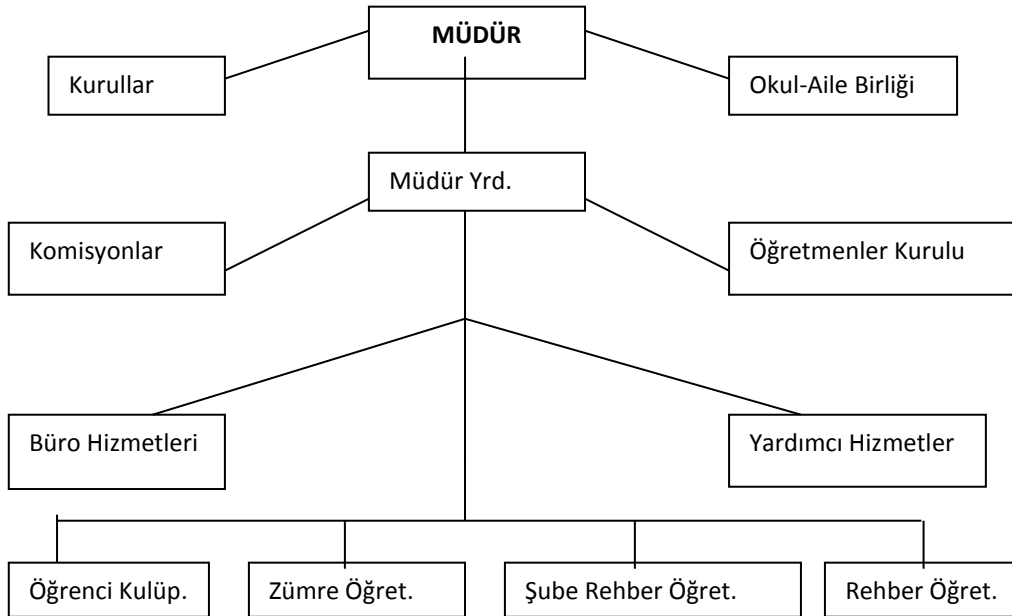 MÜDÜR
Kurullar
Okul-Aile Birliği
Müdür Yrd.
Komisyonlar
Öğretmenler Kurulu
Büro Hizmetleri
Yardımcı Hizmetler
Öğrenci Kulüp.
Zümre Öğret.
Şube Rehber Öğret.
Rehber Öğret.